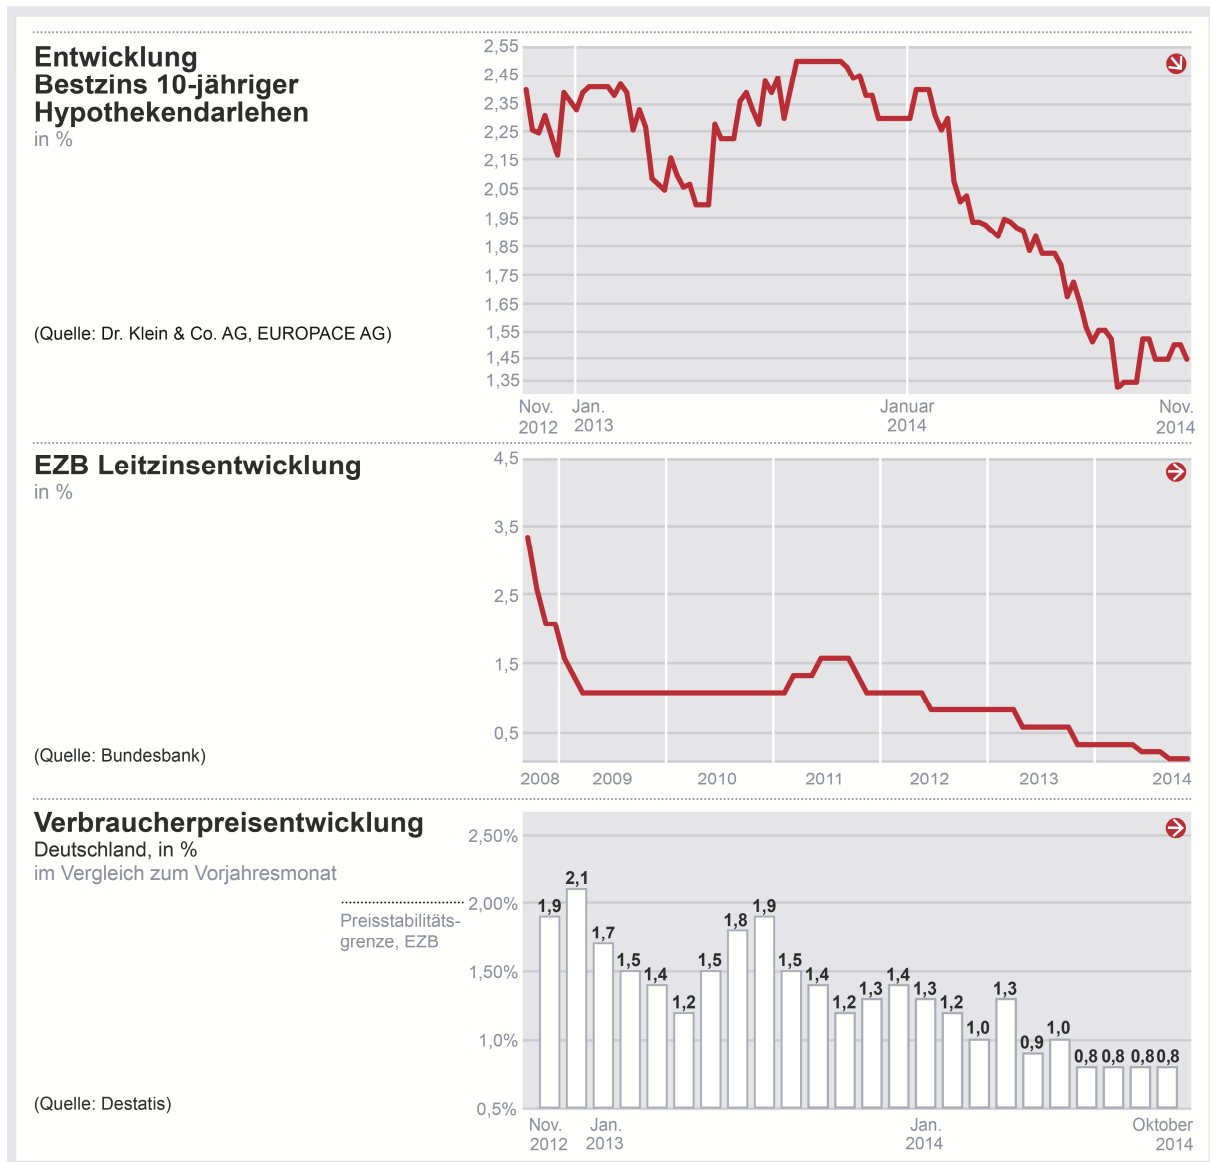 Entwicklung
Bestzins 10-jähriger
Hypothekendarlehen
in %
(Quelle: Dr. Klein & Co. AG, EUROPACE AG)
2,55
2,45
2,35
2,25
2,15
2,05
1,95
1,85
1,75
1,65
1,55
1,45
1,35
Nov. Jan. Januar Nov.
2012 2013 2014 2014
EZB Leitzinsentwicklung
in %
(Quelle: Bundesbank)
4,5
3,5
2,5
1,5
0,5
2008 2009 2010 2011 2012 2013 2014
Verbraucherpreisentwicklung
Deutschland, in %
im Vergleich zum Vorjahresmonat
Preisstabilitäts-
grenze, EZB
(Quelle: Destatis)
2,50%
2,00%
1,50%
1,0%
0,5%
1,9 2,1 1,7 1,5 1,4 1,2 1,5 1,8 1,9 1,5 1,4 1,2 1,3 1,4 1,3 1,2 1,0 1,3 0,9 1,0 0,8 0,8 0,8 0,8
Nov. Jan. Jan. Oktober
2012 2013 2014 2014